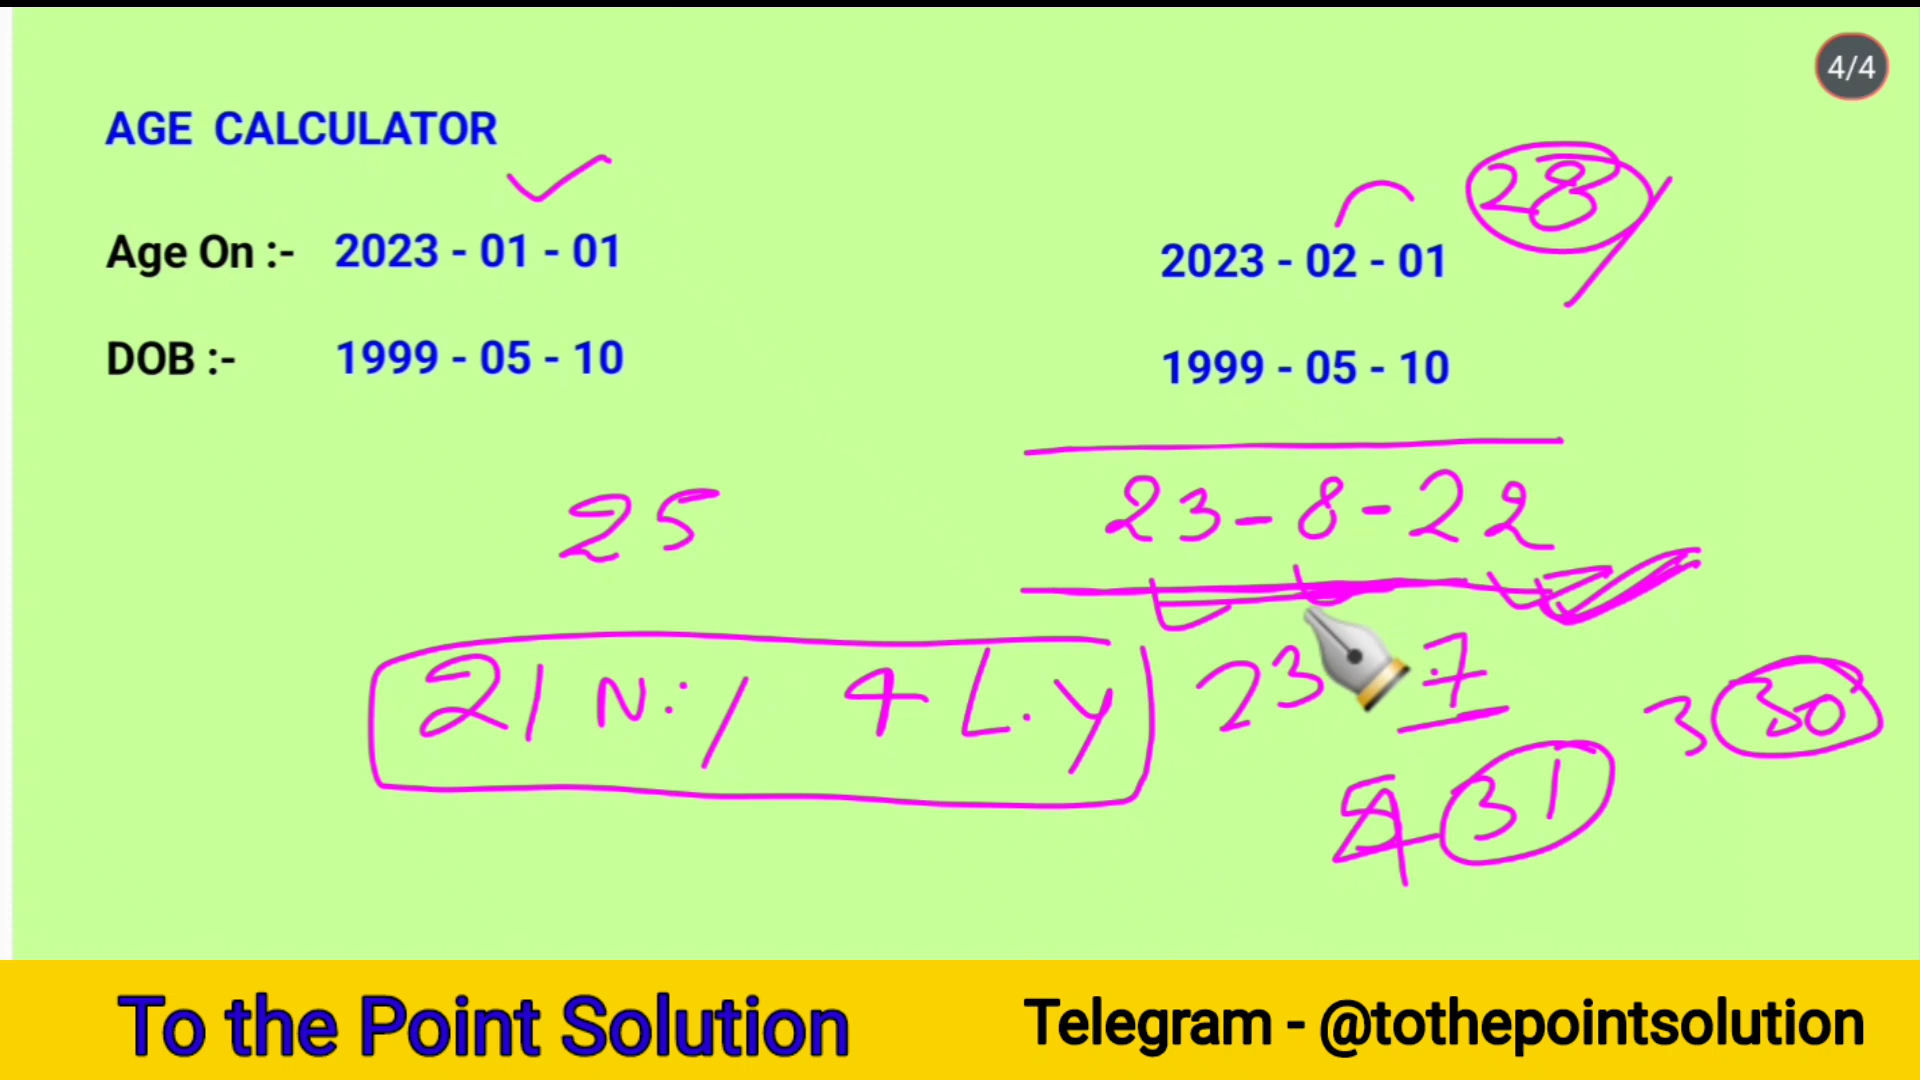 4/4
AGE CALCULATOR
28
Age On :- 2023 - 01 - 01
2023 - 02 - 01
DOB :- 1999 - 05 - 10
1999 - 05 - 10
25
23-8-22
21 N:/ 4 L.Y
23 7
3 30
31
To the Point Solution
Telegram - @tothepointsolution